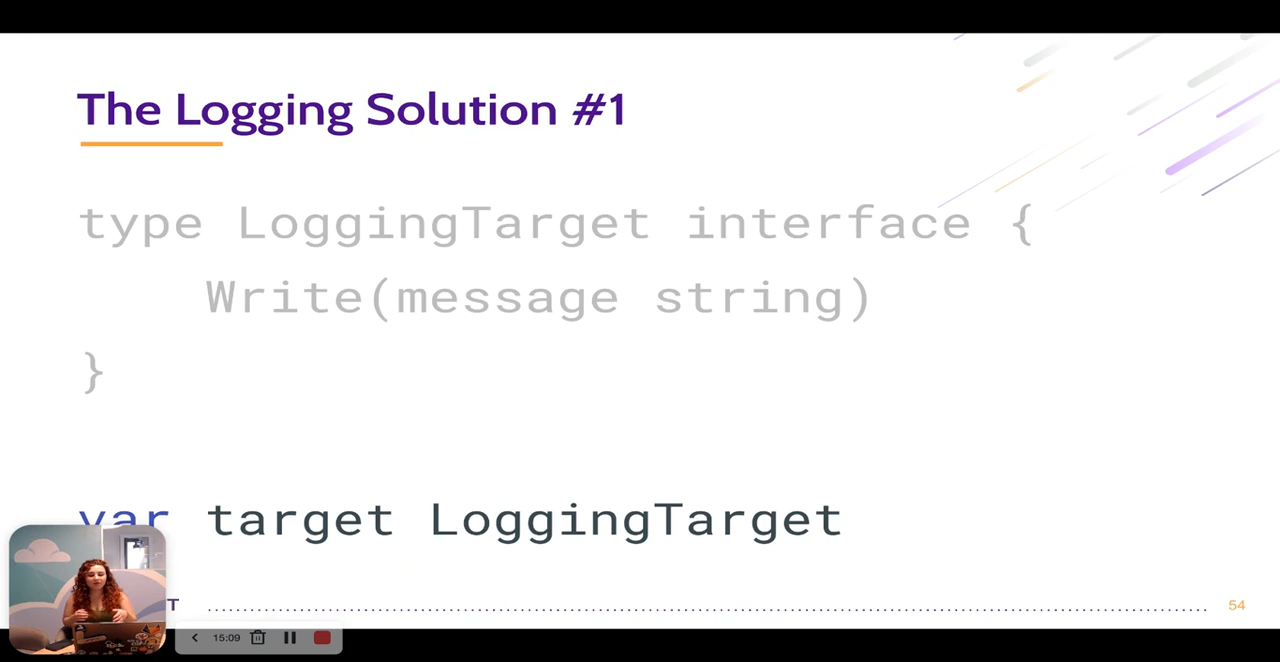 The Logging Solution #1
type LoggingTarget interface {
Write(message string)
}
var target LoggingTarget
T
54
15:09